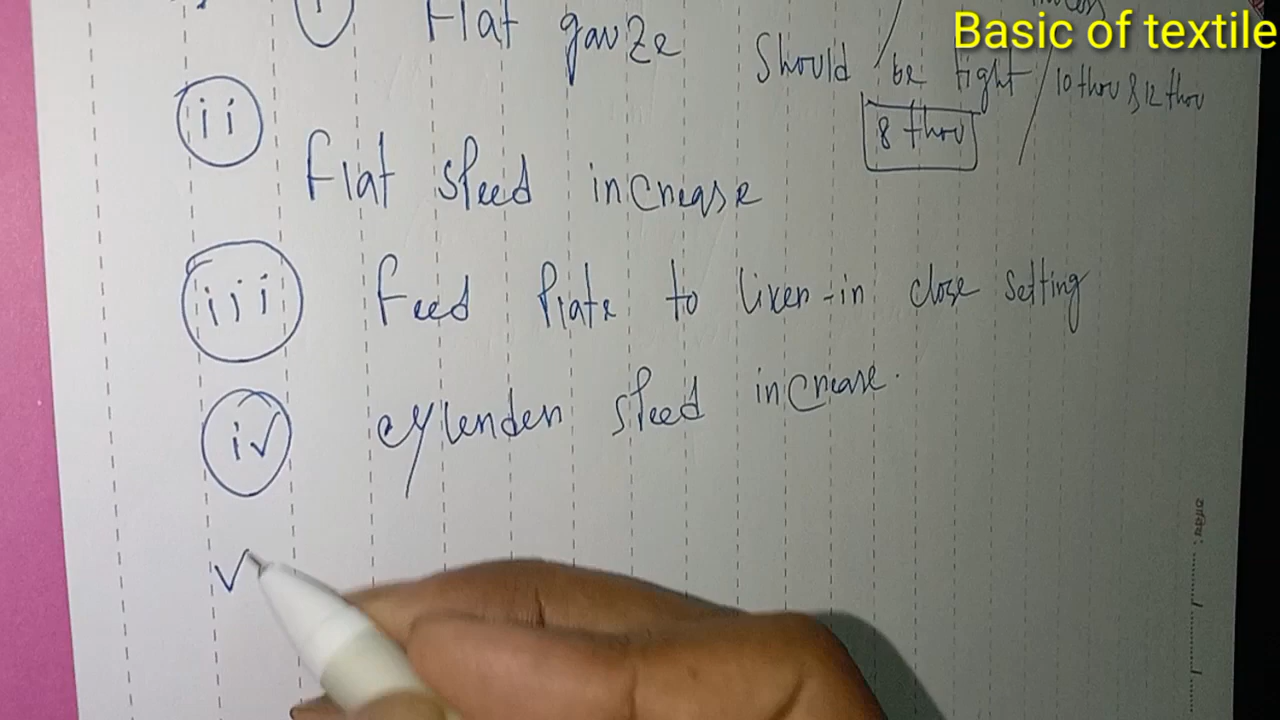 Basic of textile
i Flat gauze Should be tight / 10 thou & 12 thou
8 thou
ii Flat speed increase
iii Feed Plate to licker-in close setting
iv cylender speed increase.
v